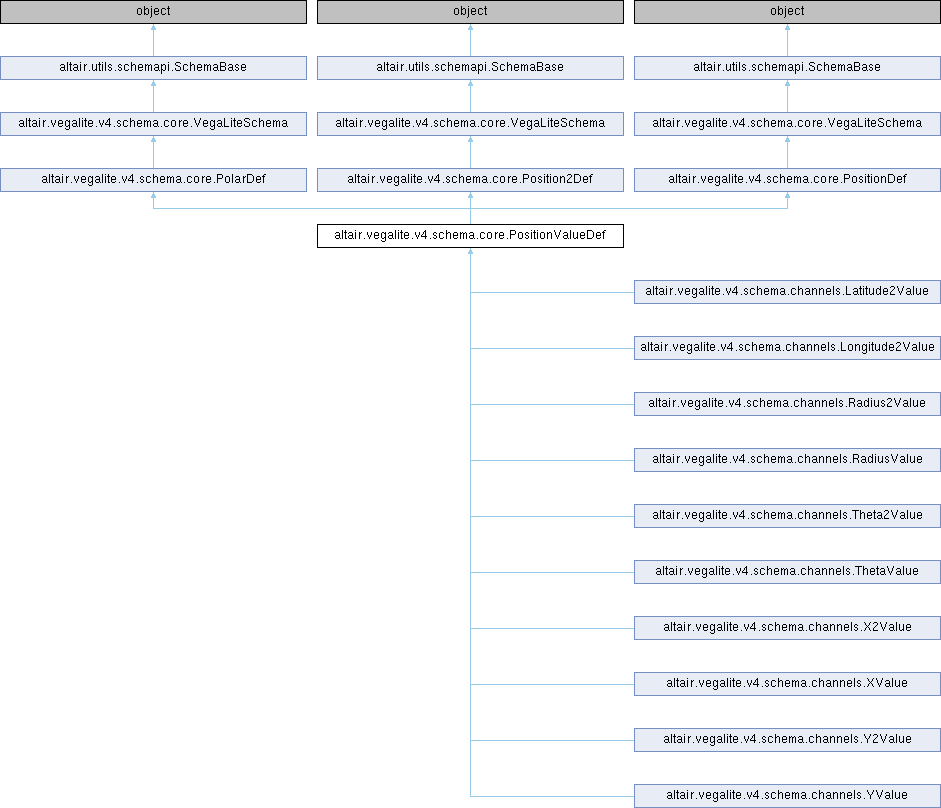 object
object
object
altair.utils.schemapi.SchemaBase
altair.utils.schemapi.SchemaBase
altair.utils.schemapi.SchemaBase
altair.vegalite.v4.schema.core.VegaLiteSchema
altair.vegalite.v4.schema.core.VegaLiteSchema
altair.vegalite.v4.schema.core.VegaLiteSchema
altair.vegalite.v4.schema.core.PolarDef
altair.vegalite.v4.schema.core.Position2Def
altair.vegalite.v4.schema.core.PositionDef
altair.vegalite.v4.schema.core.PositionValueDef
altair.vegalite.v4.schema.channels.Latitude2Value
altair.vegalite.v4.schema.channels.Longitude2Value
altair.vegalite.v4.schema.channels.Radius2Value
altair.vegalite.v4.schema.channels.RadiusValue
altair.vegalite.v4.schema.channels.Theta2Value
altair.vegalite.v4.schema.channels.ThetaValue
altair.vegalite.v4.schema.channels.X2Value
altair.vegalite.v4.schema.channels.XValue
altair.vegalite.v4.schema.channels.Y2Value
altair.vegalite.v4.schema.channels.YValue